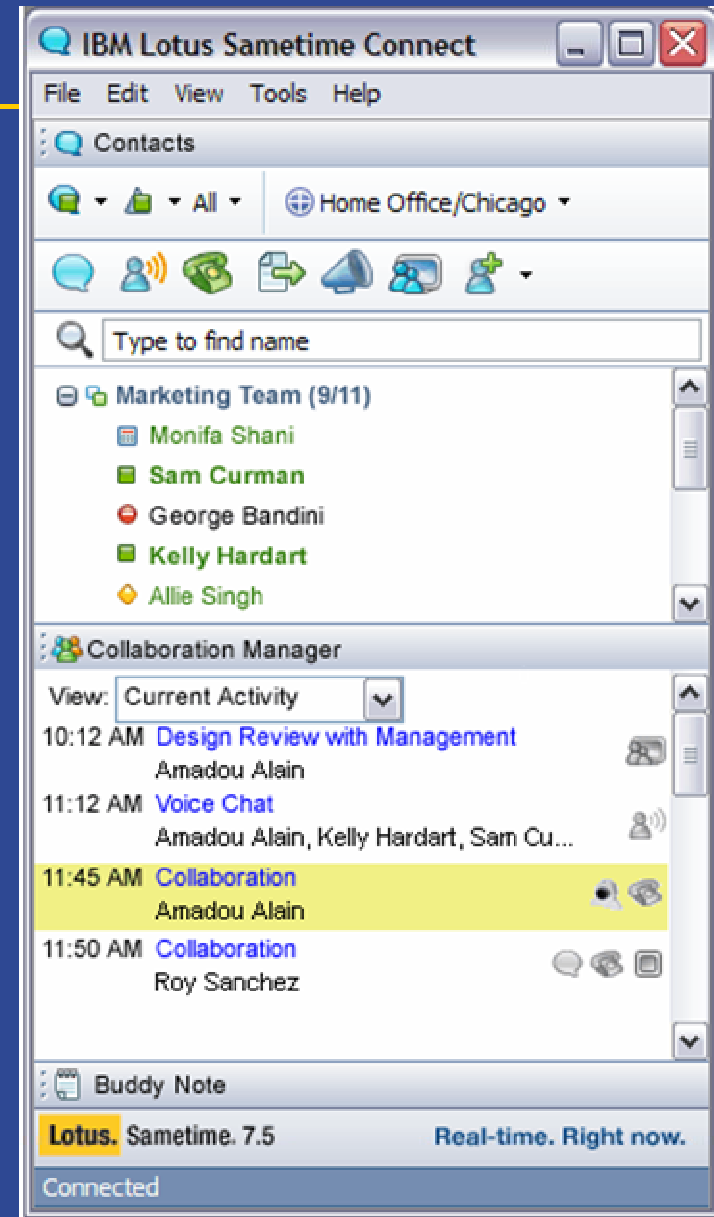 IBM Lotus Sametime Connect
File Edit View Tools Help
Contacts
All Home Office/Chicago
Type to find name
Marketing Team (9/11)
Monifa Shani
Sam Curman
George Bandini
Kelly Hardart
Allie Singh
Collaboration Manager
View: Current Activity
10:12 AM Design Review with Management
Amadou Alain
11:12 AM Voice Chat
Amadou Alain, Kelly Hardart, Sam Cu...
11:45 AM Collaboration
Amadou Alain
11:50 AM Collaboration
Roy Sanchez
Buddy Note
Lotus. Sametime. 7.5 Real-time. Right now.
Connected